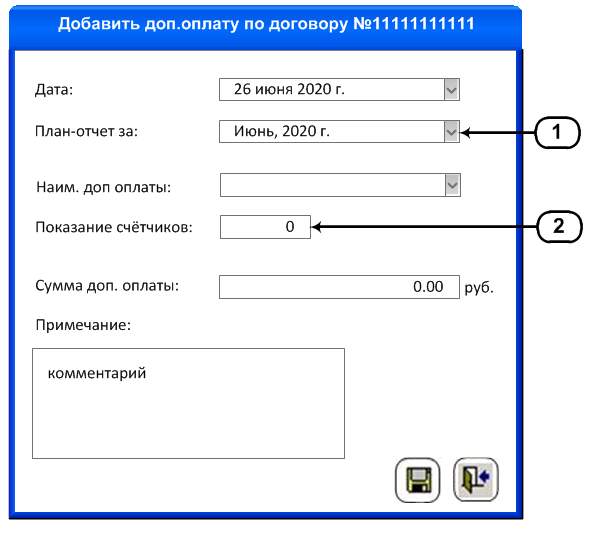 Добавить доп.оплату по договору №11111111111
Дата: 26 июня 2020 г.
План-отчет за: Июнь, 2020 г. 1
Наим. доп оплаты:
Показание счётчиков: 0 2
Сумма доп. оплаты: 0.00 руб.
Примечание:
комментарий